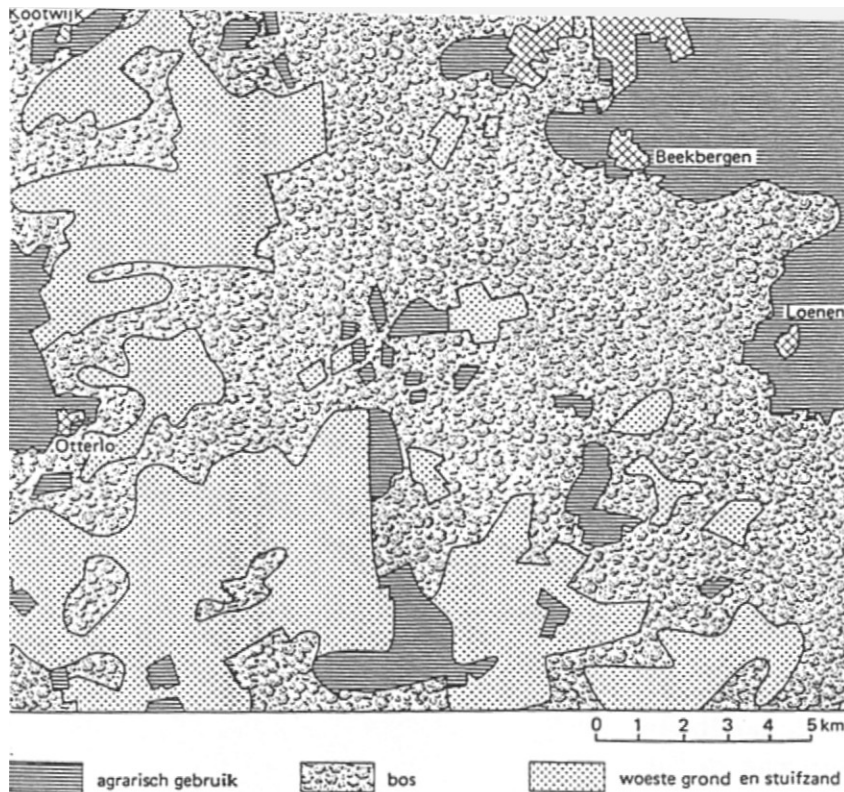 Kootwijk
Beekbergen
Loenen
Otterlo
0 1 2 3 4 5 km
agrarisch gebruik
bos
woeste grond en stuifzand